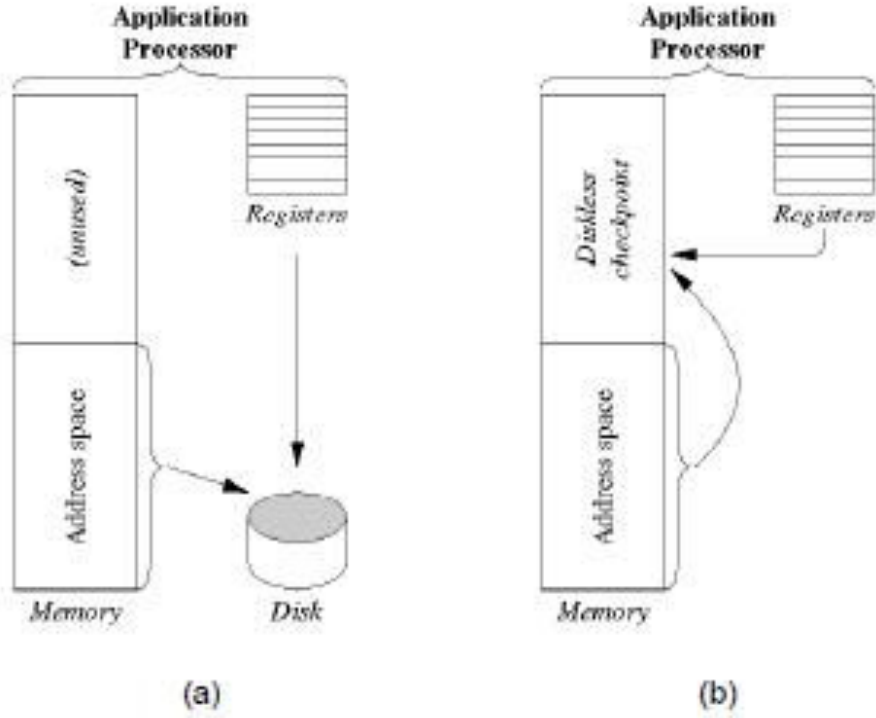 Application
Processor
(unused)
Registers
Address space
Memory
Disk
(a)
Application
Processor
Diskless
checkpoint
Registers
Address space
Memory
(b)